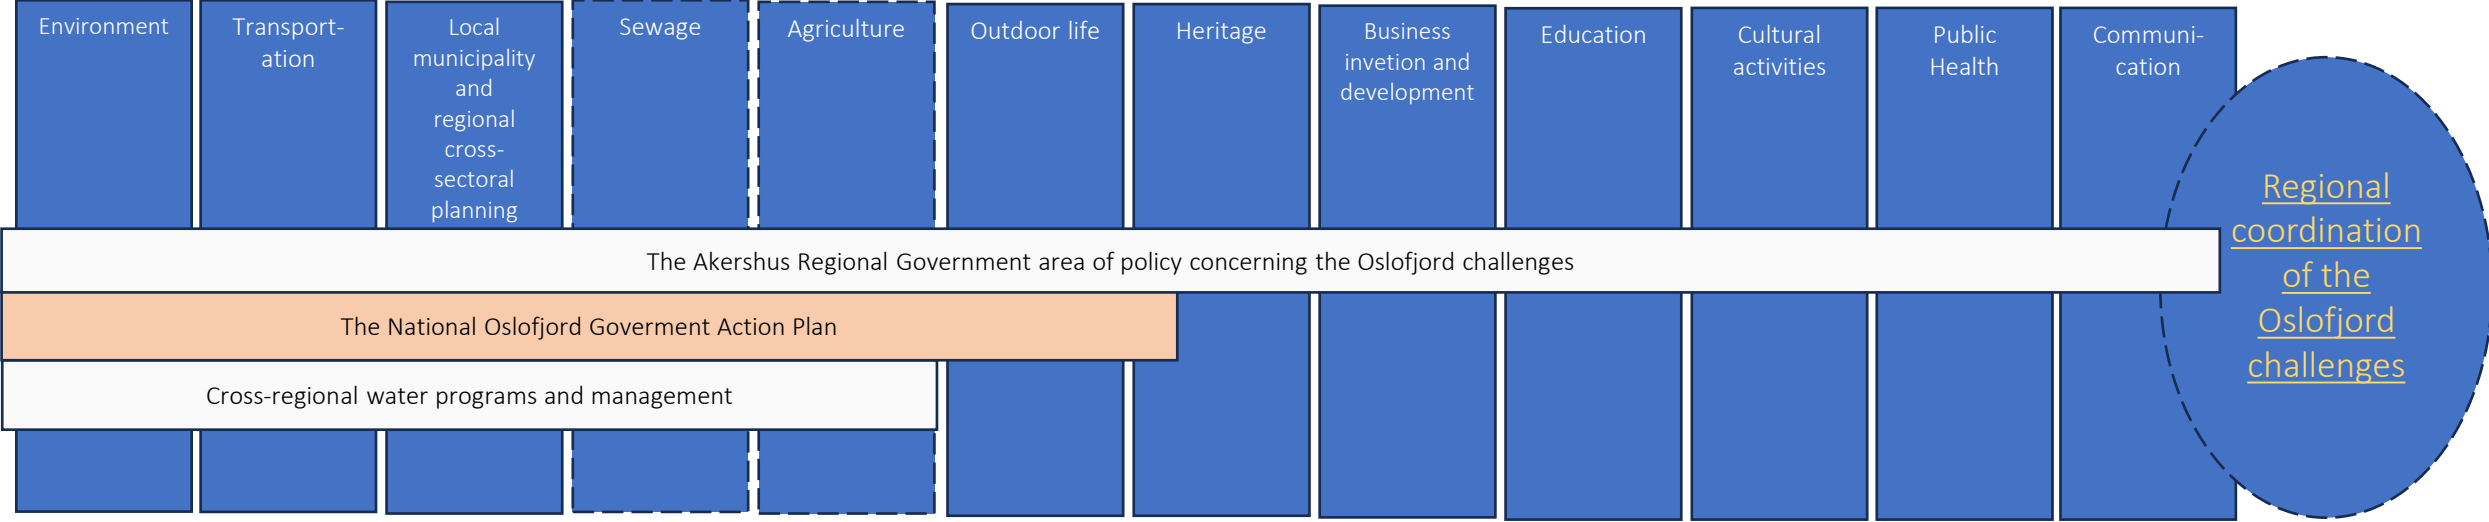 Environment
Transport-
ation
Local
municipality
and
regional
cross-
sectoral
planning
Sewage
Agriculture
Outdoor life
Heritage
Business
invetion and
development
Education
Cultural
activities
Public
Health
Communi-
cation
The Akershus Regional Government area of policy concerning the Oslofjord challenges
The National Oslofjord Goverment Action Plan
Cross-regional water programs and management
Regional
coordination
of the
Oslofjord
challenges